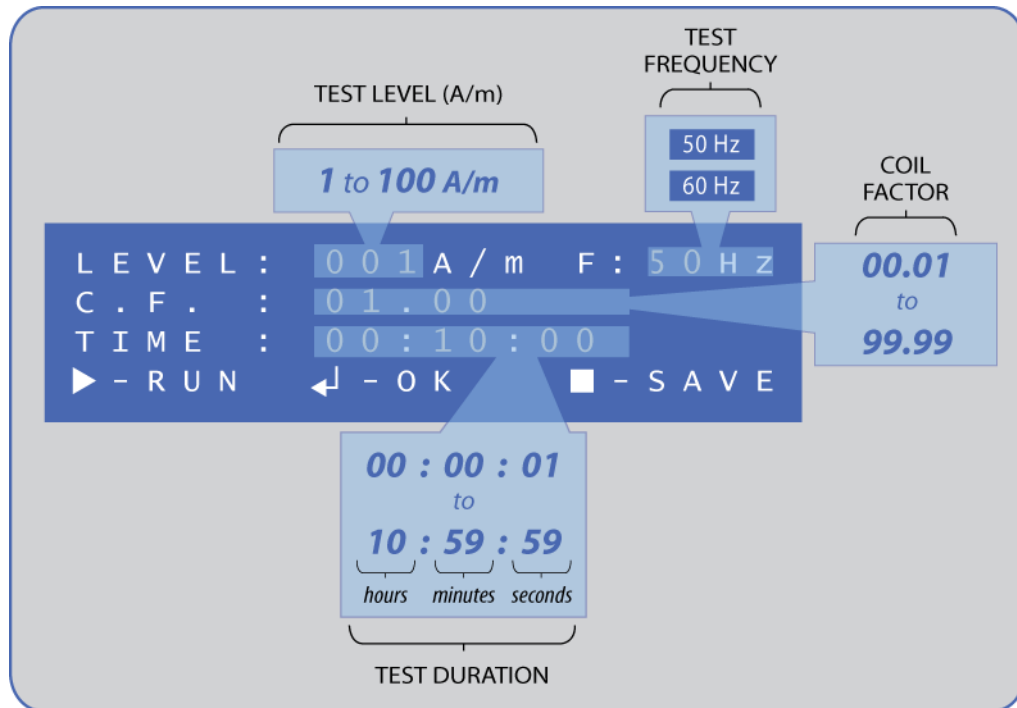 TEST
FREQUENCY
TEST LEVEL (A/m)
50 Hz
1 to 100 A/m
60 Hz
COIL
FACTOR
LEVEL: 001A/m F:50Hz
C.F. : 01.00
TIME : 00:10:00
▶-RUN ↲-OK ■-SAVE
00.01
to
99.99
00 : 00 : 01
to
10 : 59 : 59
hours minutes seconds
TEST DURATION